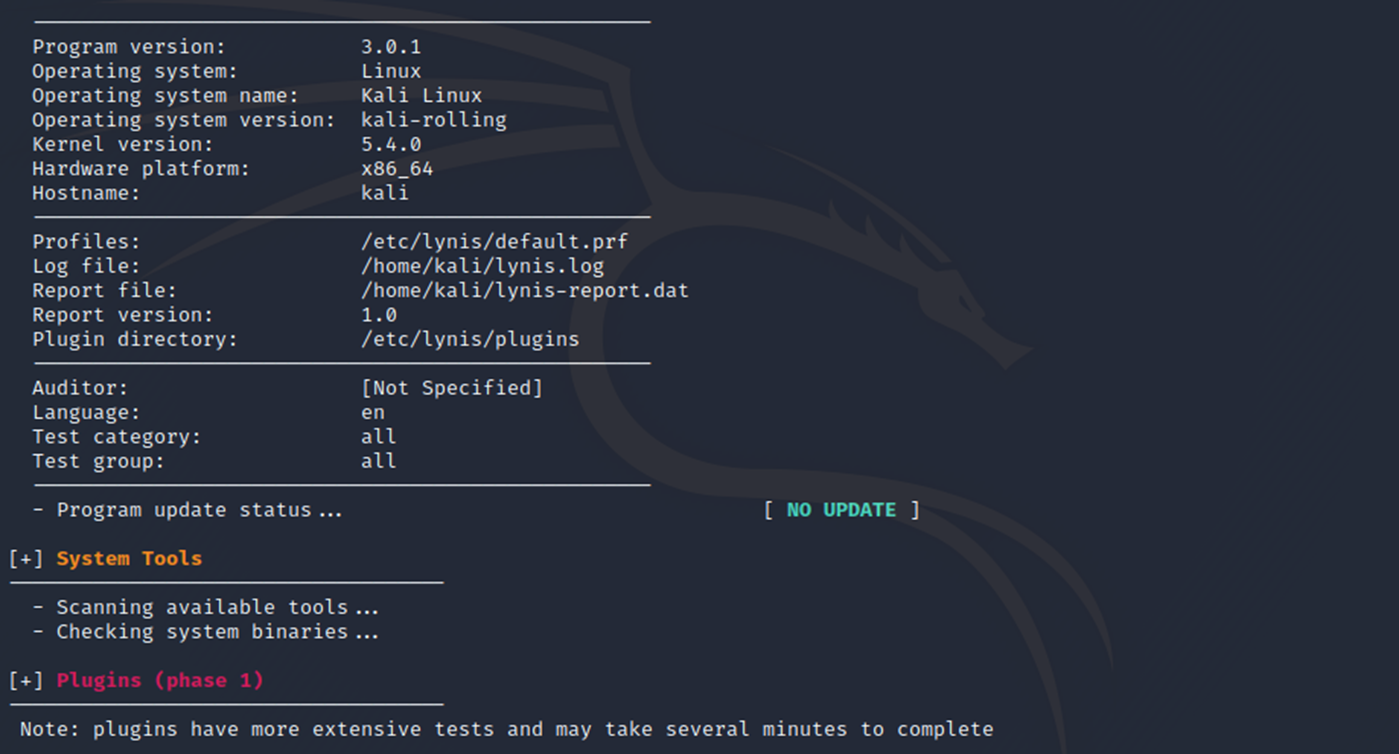 Program version: 3.0.1
Operating system: Linux
Operating system name: Kali Linux
Operating system version: kali-rolling
Kernel version: 5.4.0
Hardware platform: x86_64
Hostname: kali
Profiles: /etc/lynis/default.prf
Log file: /home/kali/lynis.log
Report file: /home/kali/lynis-report.dat
Report version: 1.0
Plugin directory: /etc/lynis/plugins
Auditor: [Not Specified]
Language: en
Test category: all
Test group: all
- Program update status... [ NO UPDATE ]
[+] System Tools
- Scanning available tools...
- Checking system binaries...
[+] Plugins (phase 1)
Note: plugins have more extensive tests and may take several minutes to complete